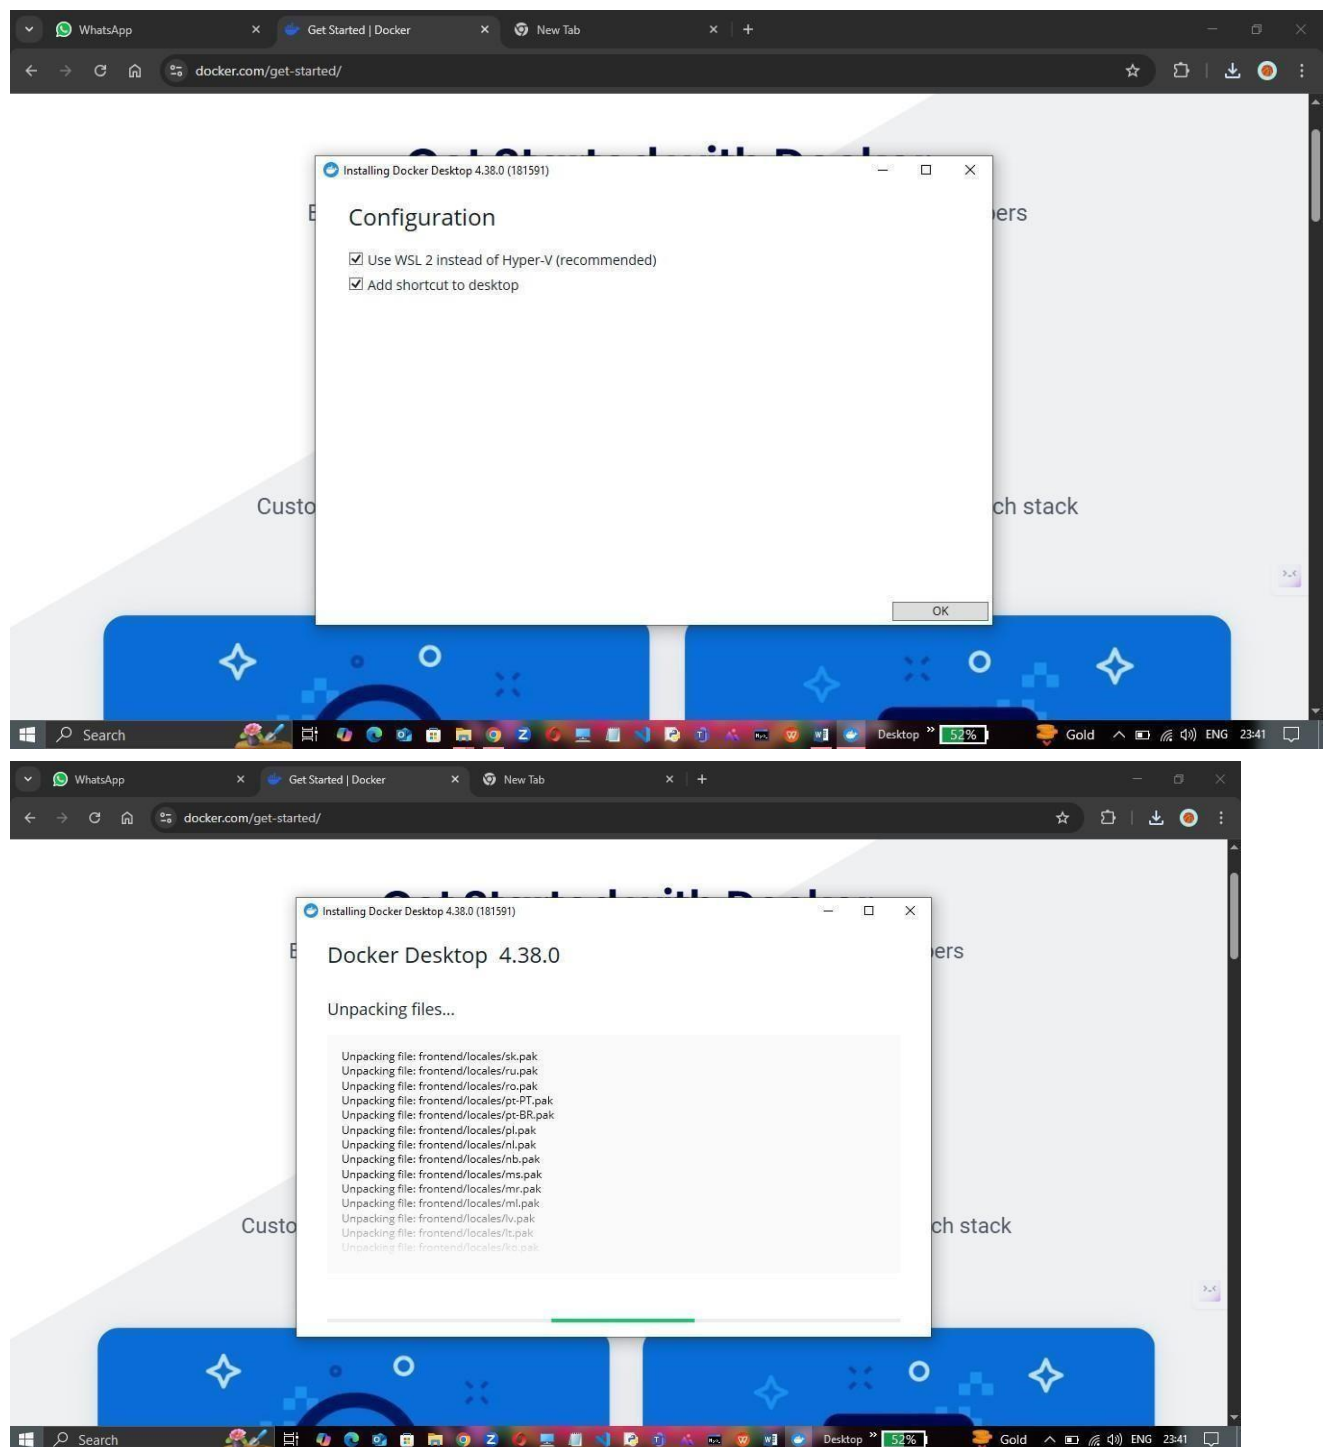 WhatsApp
Get Started | Docker
New Tab
docker.com/get-started/
Installing Docker Desktop 4.38.0 (181591)
Configuration
ers
Use WSL 2 instead of Hyper-V (recommended)
Add shortcut to desktop
Custo
ch stack
OK
Search
Desktop
52%
Gold
ENG
23:41
WhatsApp
Get Started | Docker
New Tab
docker.com/get-started/
Installing Docker Desktop 4.38.0 (181591)
Docker Desktop 4.38.0
ers
Unpacking files...
Unpacking file: frontend/locales/sk.pak
Unpacking file: frontend/locales/ru.pak
Unpacking file: frontend/locales/ro.pak
Unpacking file: frontend/locales/pt-PT.pak
Unpacking file: frontend/locales/pt-BR.pak
Unpacking file: frontend/locales/pl.pak
Unpacking file: frontend/locales/nl.pak
Unpacking file: frontend/locales/nb.pak
Unpacking file: frontend/locales/ms.pak
Unpacking file: frontend/locales/mr.pak
Unpacking file: frontend/locales/ml.pak
Unpacking file: frontend/locales/lv.pak
Unpacking file: frontend/locales/lt.pak
Unpacking file: frontend/locales/ko.pak
Custo
ch stack
Search
Desktop
52%
Gold
ENG
23:41